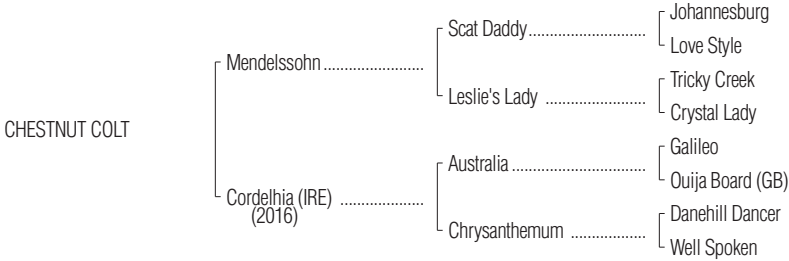 Johannesburg
Scat Daddy..............................
Love Style
Mendelssohn .........................
Tricky Creek
Leslie's Lady ..........................
Crystal Lady
CHESTNUT COLT
Galileo
Australia ..................................
Ouija Board (GB)
Cordelhia (IRE) .....................
(2016)
Danehill Dancer
Chrysanthemum ...................
Well Spoken